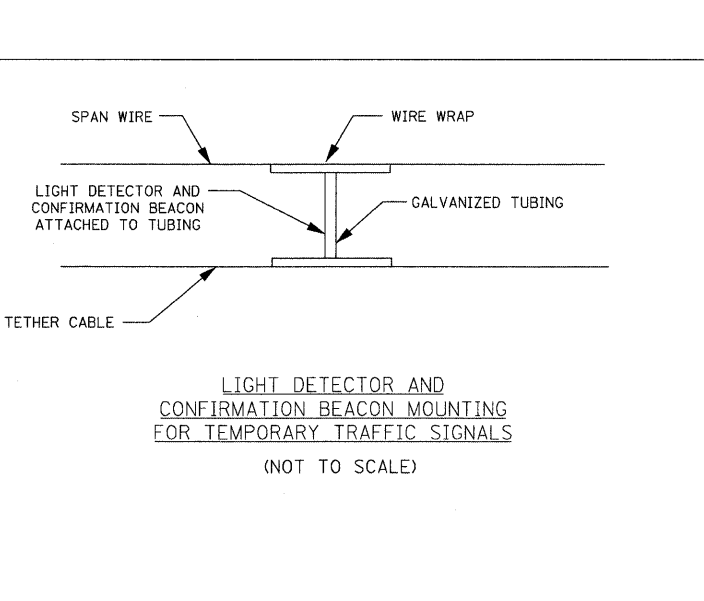 SPAN WIRE
WIRE WRAP
LIGHT DETECTOR AND
CONFIRMATION BEACON
ATTACHED TO TUBING
GALVANIZED TUBING
TETHER CABLE
LIGHT DETECTOR AND
CONFIRMATION BEACON MOUNTING
FOR TEMPORARY TRAFFIC SIGNALS
(NOT TO SCALE)